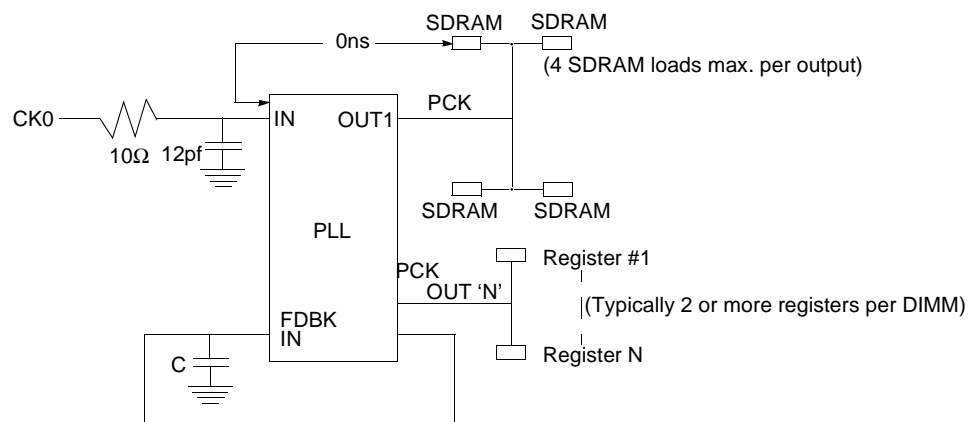 SDRAM SDRAM
0ns
(4 SDRAM loads max. per output)
PCK
CK0
IN OUT1
10Ω 12pf
SDRAM SDRAM
PLL
Register #1
PCK
OUT ‘N’
(Typically 2 or more registers per DIMM)
FDBK
IN
Register N
C